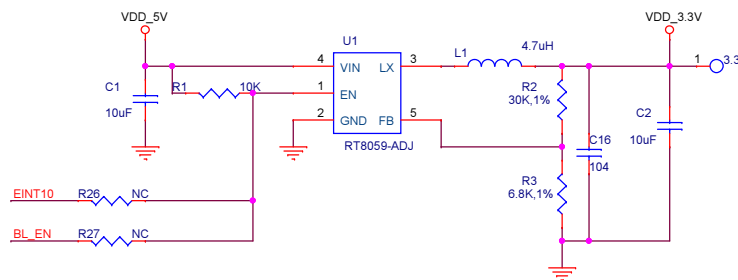 VDD_5V
VDD_3.3V
U1
L1
4.7uH
4
VIN
LX
3
1
3.3
C1
10uF
R1
10K
1
EN
R2
30K,1%
2
GND
FB
5
C2
10uF
RT8059-ADJ
C16
104
R3
6.8K,1%
EINT10
R26
NC
BL_EN
R27
NC